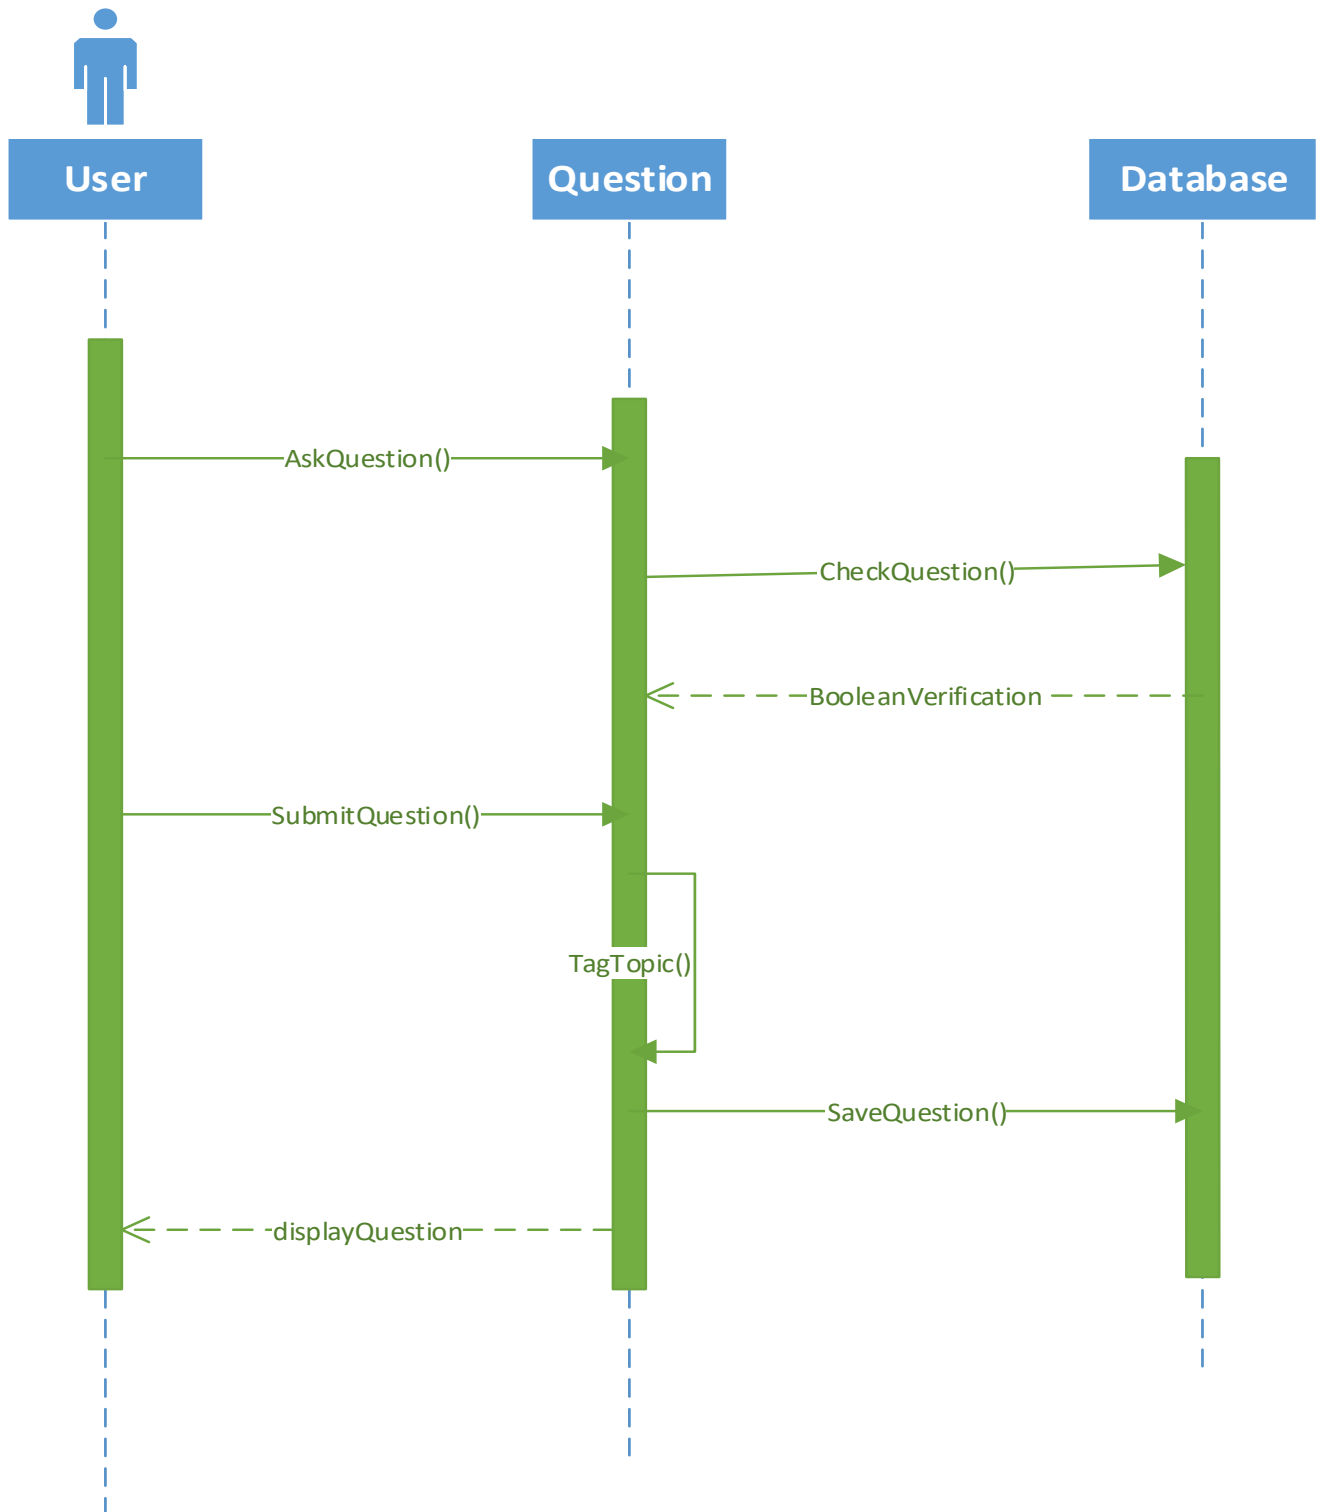 User
Question
Database
AskQuestion()
CheckQuestion()
BooleanVerification
SubmitQuestion()
TagTopic()
SaveQuestion()
displayQuestion